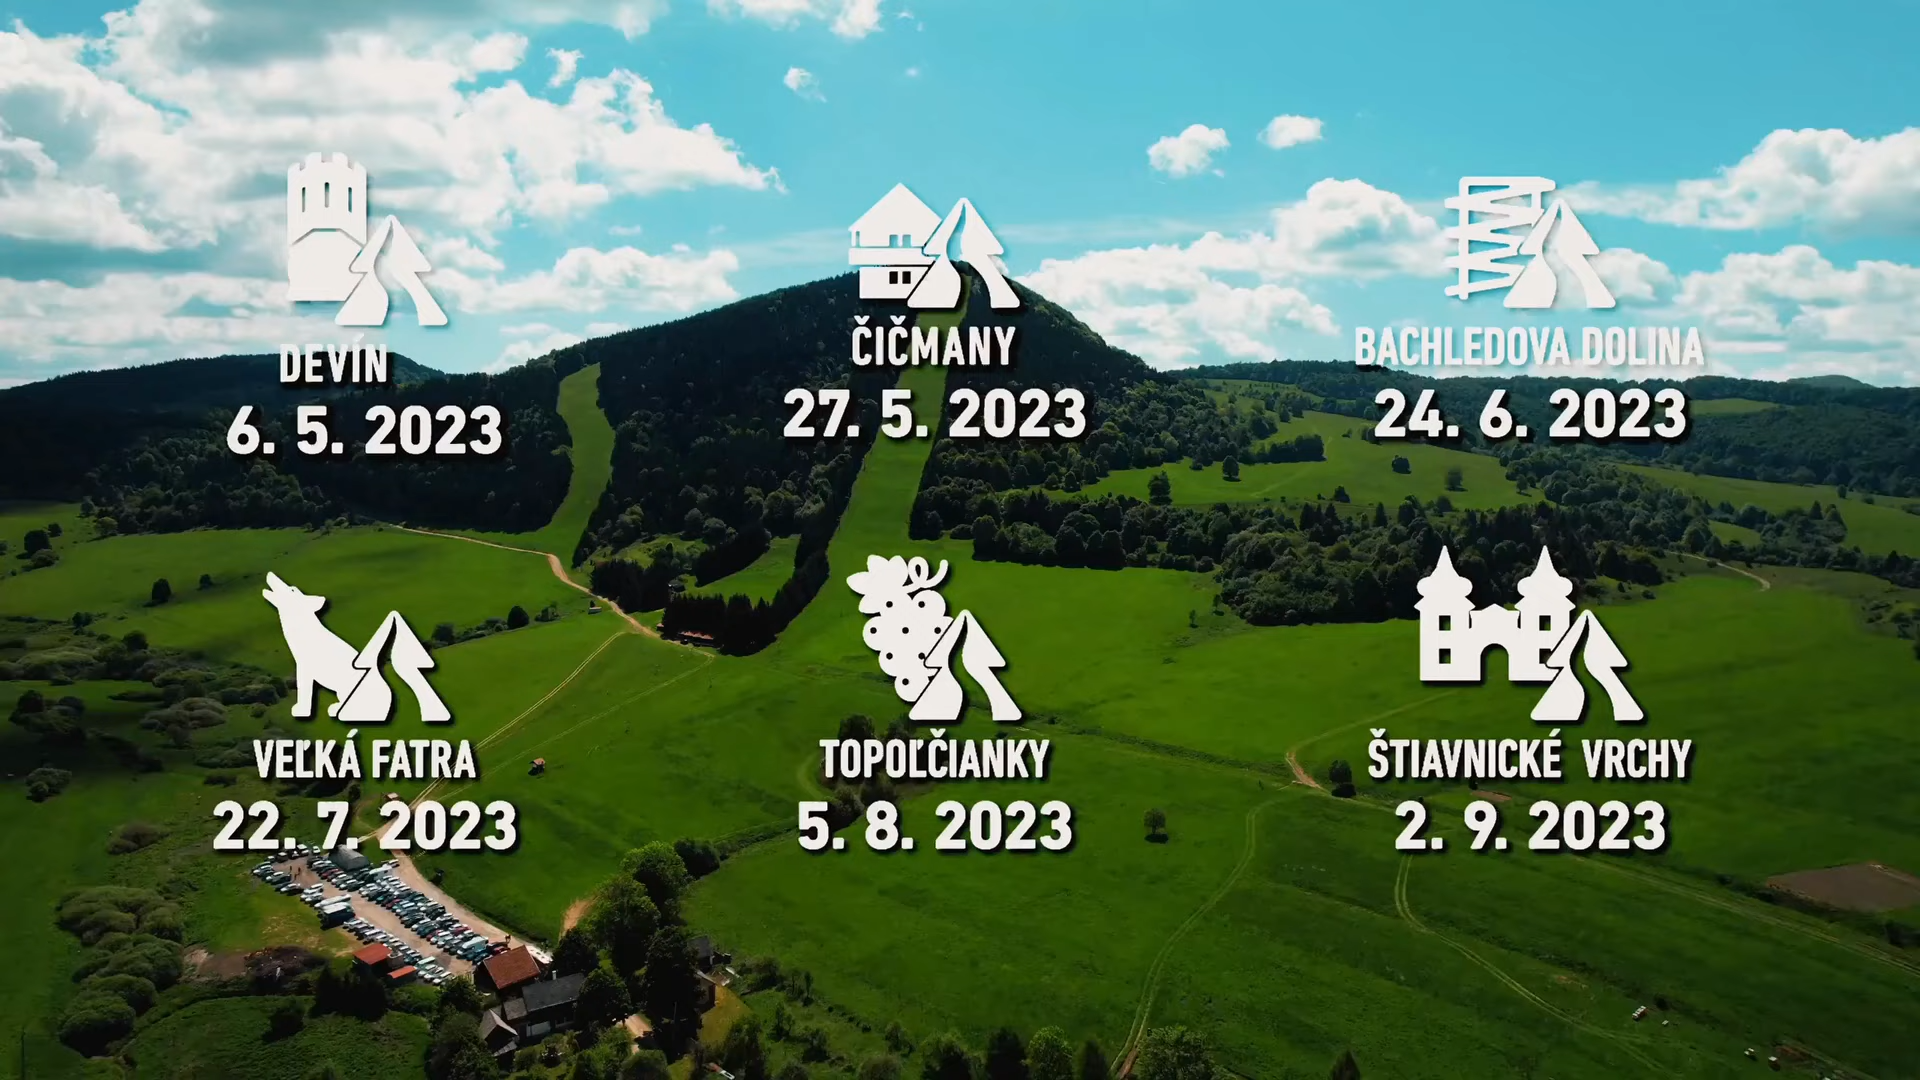 DEVÍN
6. 5. 2023
ČIČMANY
27. 5. 2023
BACHLEDOVA DOLINA
24. 6. 2023
VEĽKÁ FATRA
22. 7. 2023
TOPOĽČIANKY
5. 8. 2023
ŠTIAVNICKÉ VRCHY
2. 9. 2023